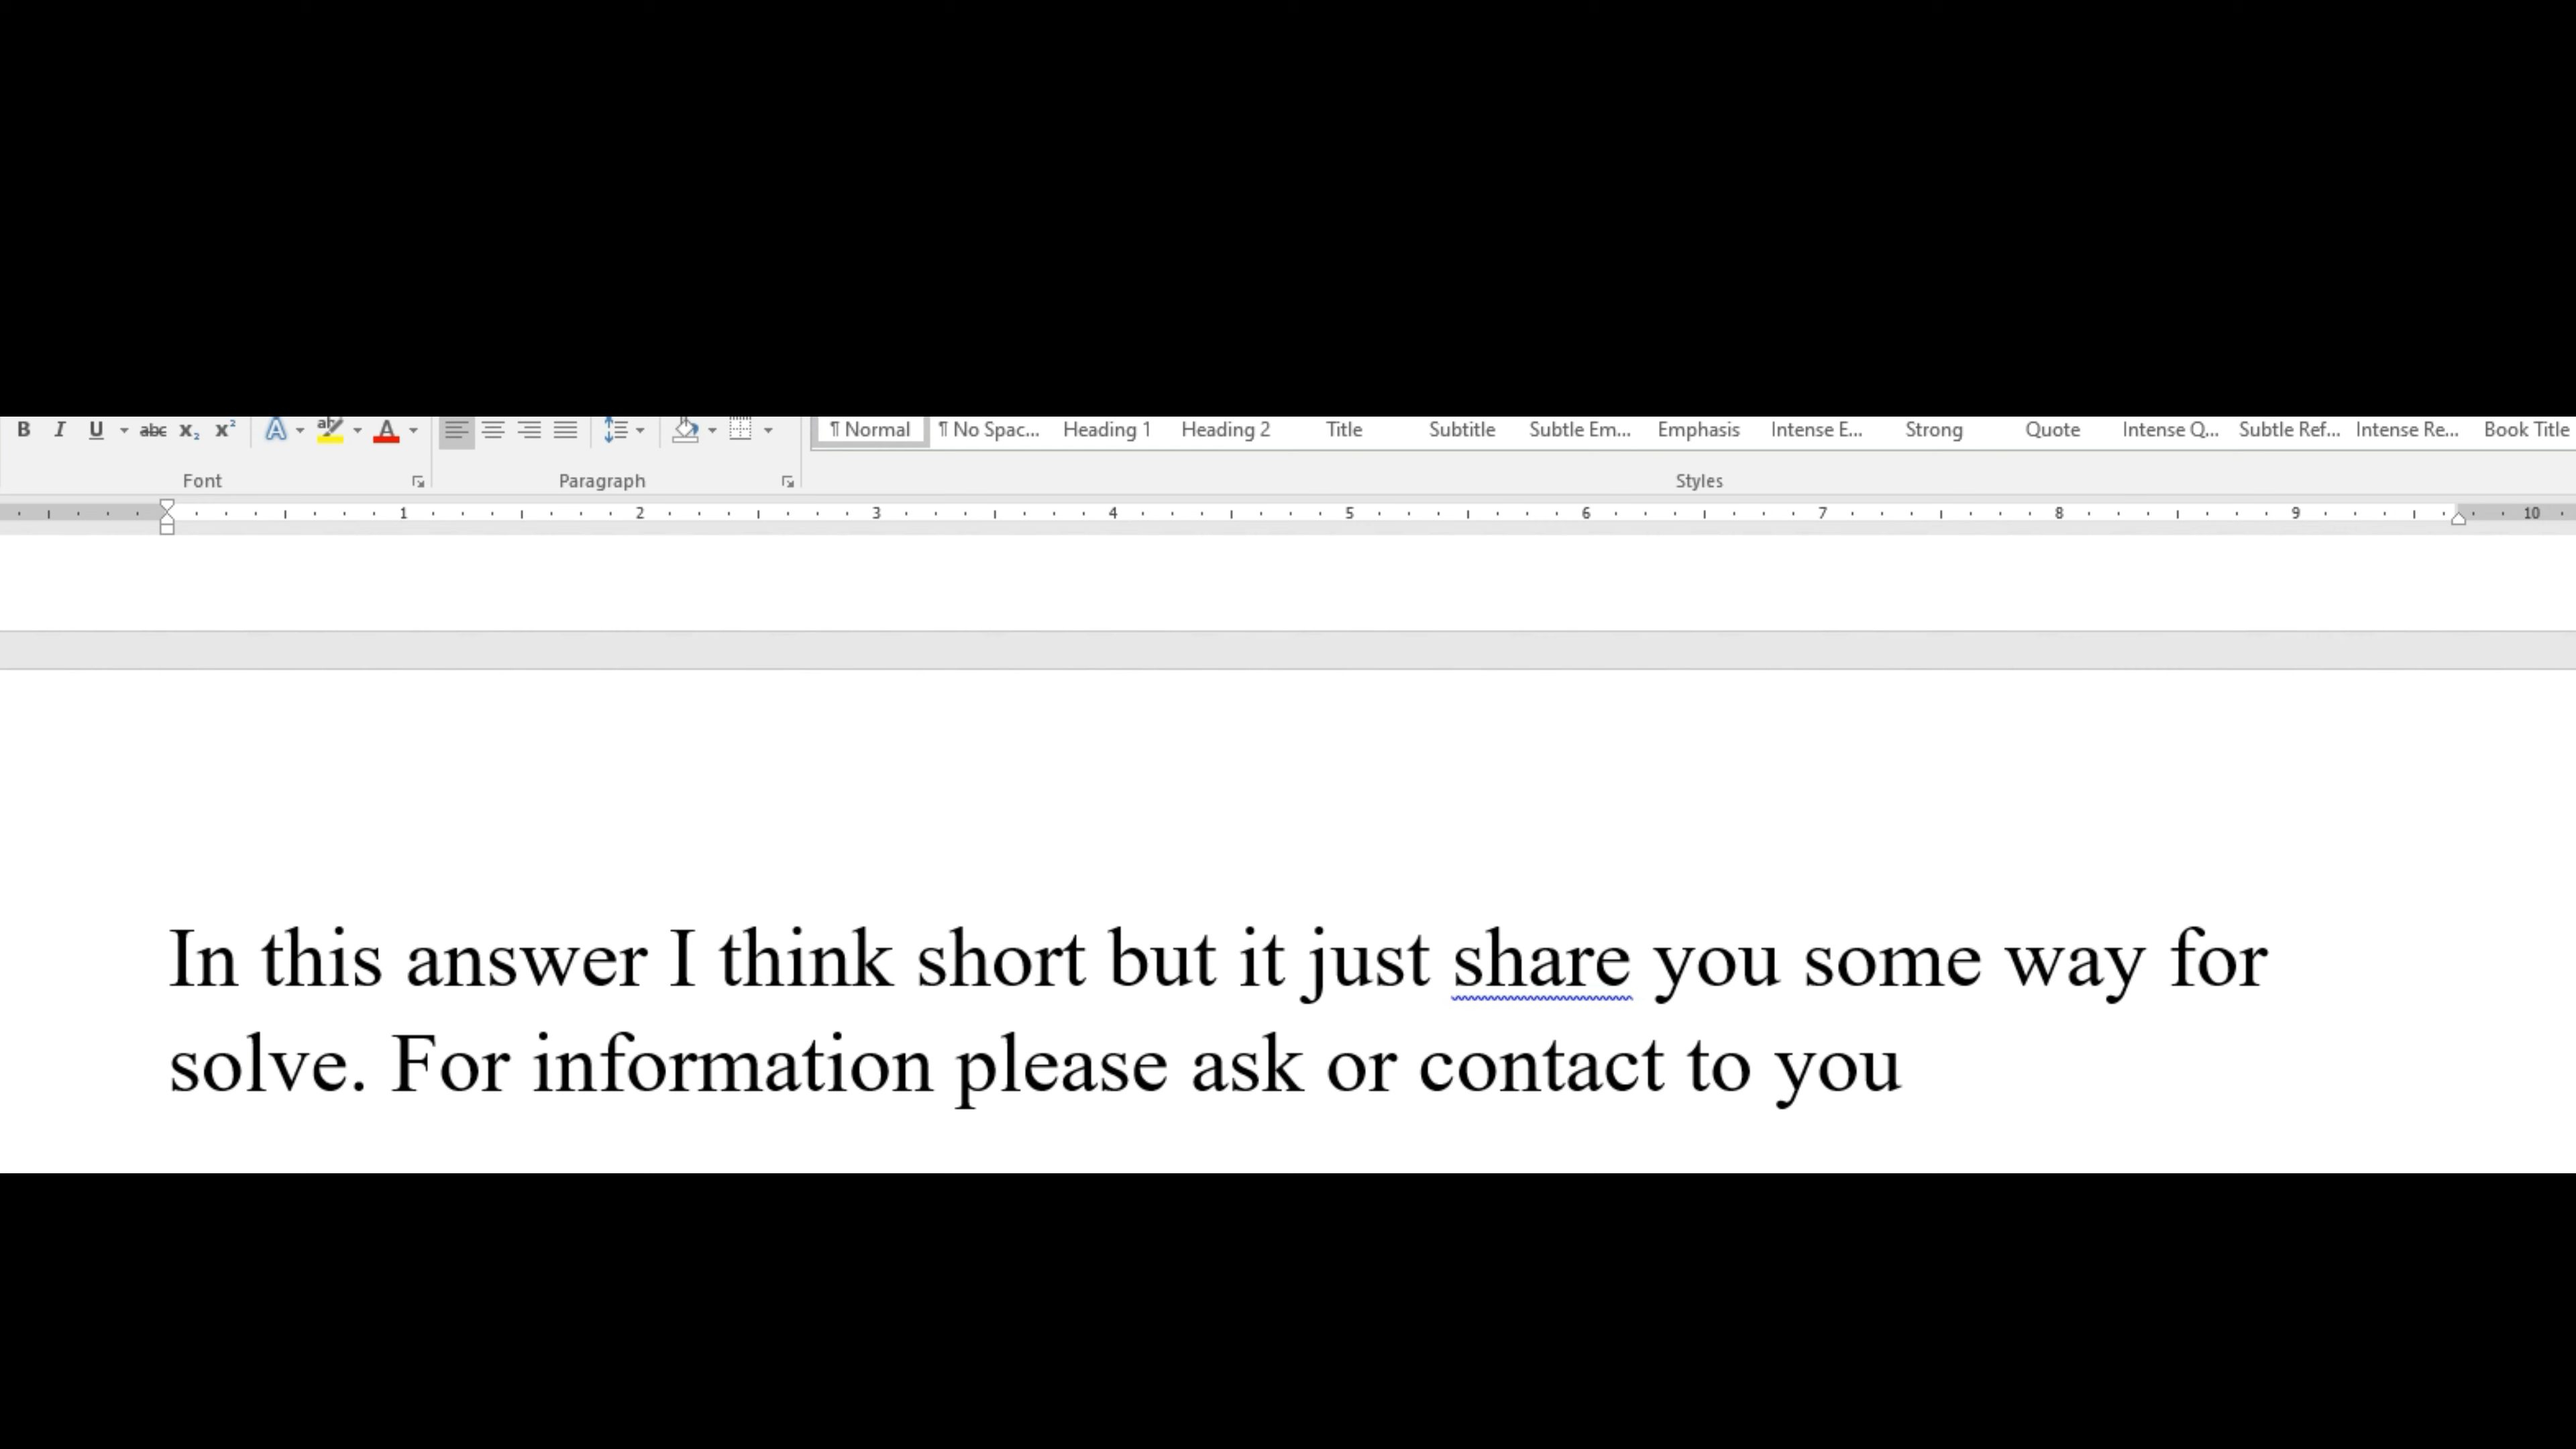 B I U abc x₂ x² A ab A ¶ Normal ¶ No Spac... Heading 1 Heading 2 Title Subtitle Subtle Em... Emphasis Intense E... Strong Quote Intense Q... Subtle Ref... Intense Re... Book Title
Font Paragraph Styles
1 2 3 4 5 6 7 8 9 10
In this answer I think short but it just share you some way for
solve. For information please ask or contact to you